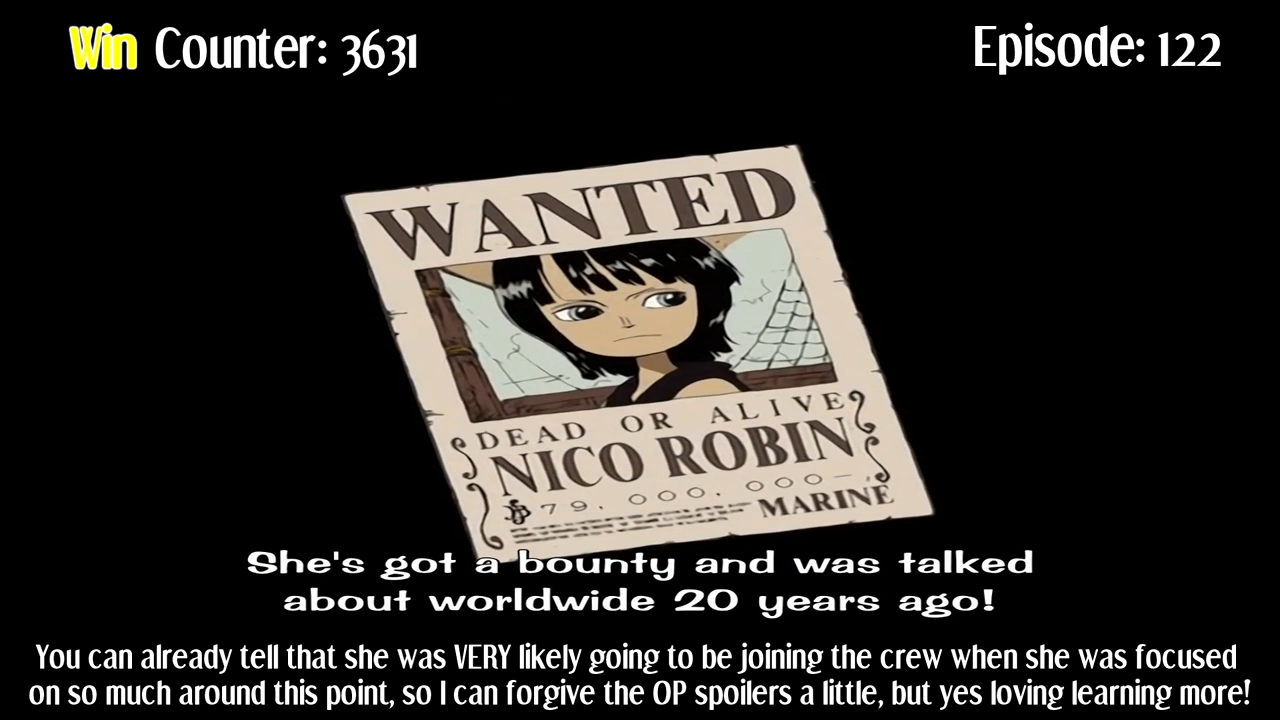 Win Counter: 3631
Episode: 122
WANTED
DEAD OR ALIVE
NICO ROBIN
79,000,000-
MARINE
She's got a bounty and was talked
about worldwide 20 years ago!
You can already tell that she was VERY likely going to be joining the crew when she was focused
on so much around this point, so I can forgive the OP spoilers a little, but yes loving learning more!